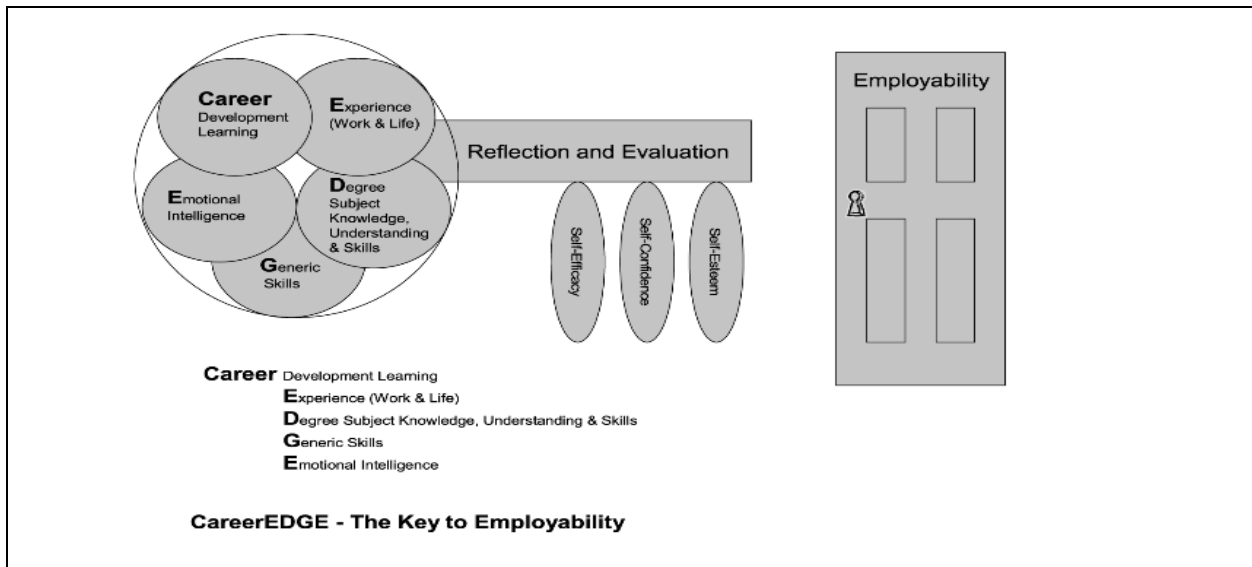 Career
Development
Learning
Experience
(Work & Life)
Emotional
Intelligence
Degree
Subject
Knowledge,
Understanding
& Skills
Generic
Skills
Reflection and Evaluation
Self-Efficacy
Self-Confidence
Self-Esteem
Employability
Career Development Learning
Experience (Work & Life)
Degree Subject Knowledge, Understanding & Skills
Generic Skills
Emotional Intelligence
CareerEDGE - The Key to Employability